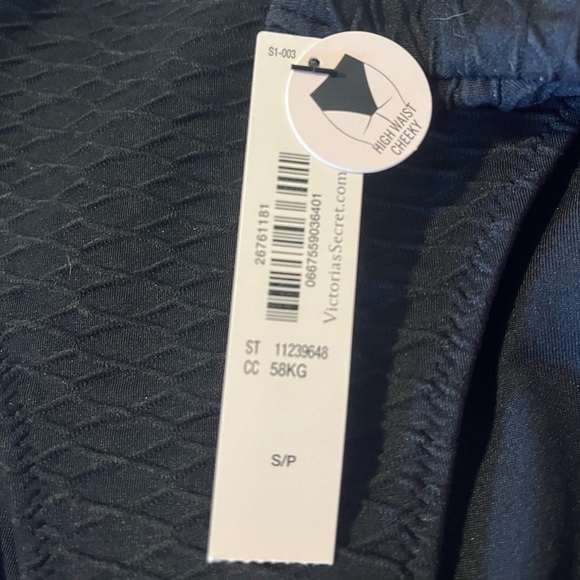 S1-003
HIGH WAIST
CHEEKY
26761181
0667559036401
VictoriasSecret.com
ST 11239648
CC 58KG
S/P